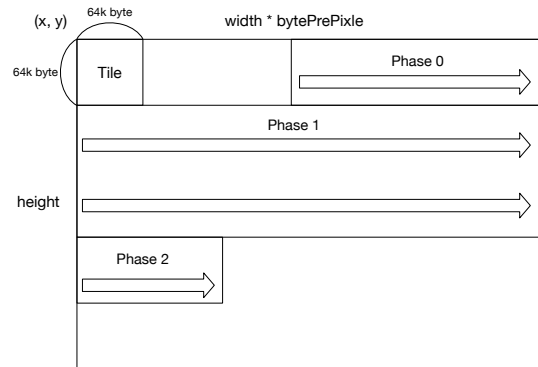 (x, y)
64k byte
width * bytePrePixle
64k byte
Tile
Phase 0
Phase 1
height
Phase 2